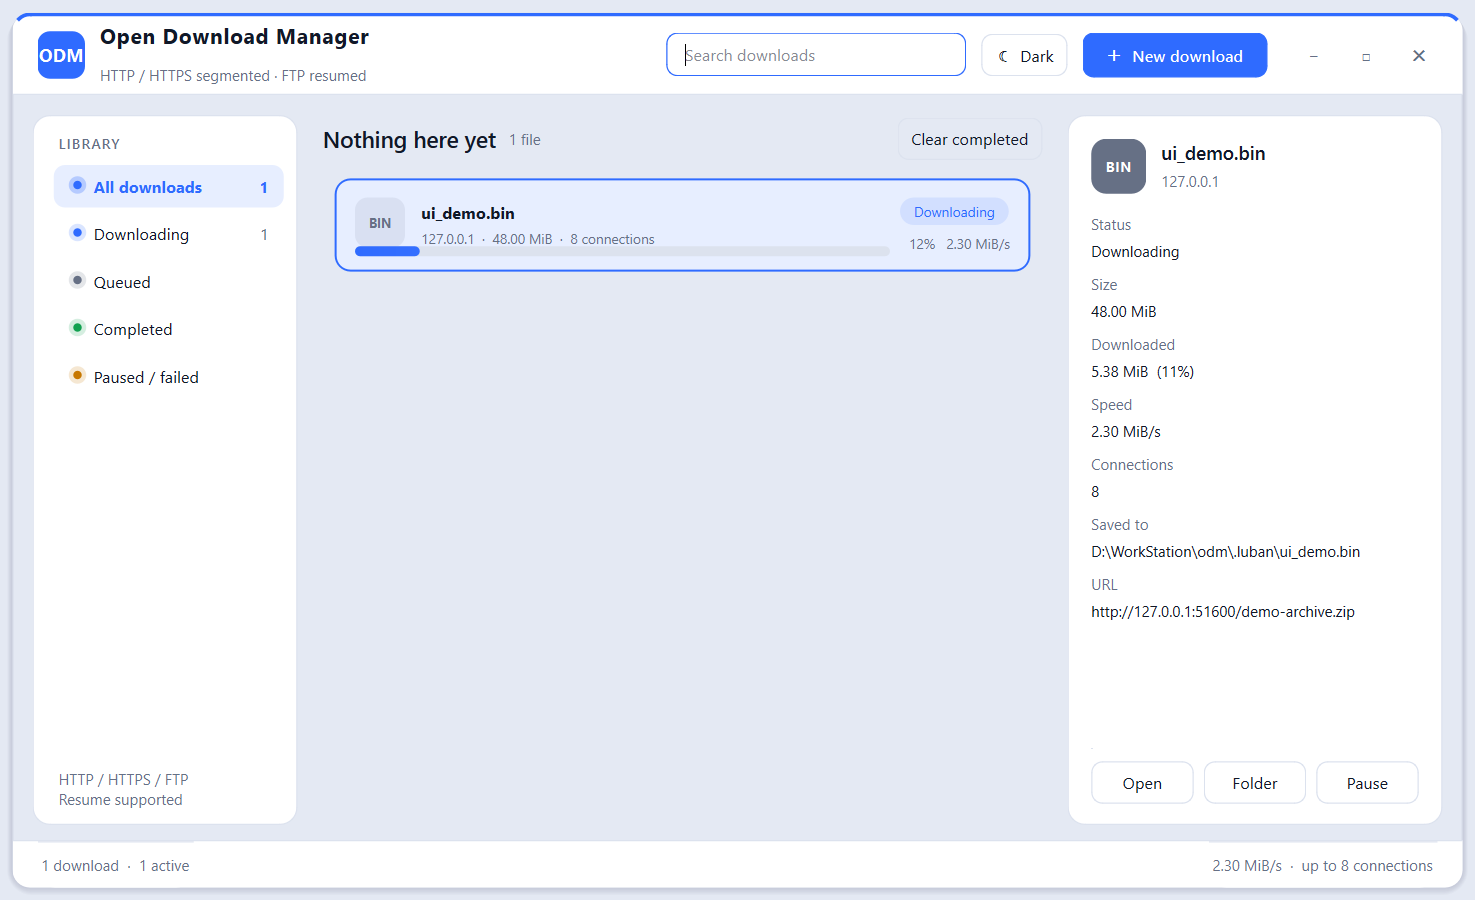 ODM
Open Download Manager
HTTP / HTTPS segmented · FTP resumed
Search downloads
☾ Dark
+ New download
LIBRARY
All downloads 1
Downloading 1
Queued
Completed
Paused / failed
HTTP / HTTPS / FTP
Resume supported
Nothing here yet 1 file
Clear completed
BIN
ui_demo.bin
Downloading
127.0.0.1 · 48.00 MiB · 8 connections
12% 2.30 MiB/s
BIN
ui_demo.bin
127.0.0.1
Status
Downloading
Size
48.00 MiB
Downloaded
5.38 MiB (11%)
Speed
2.30 MiB/s
Connections
8
Saved to
D:\WorkStation\odm\.luban\ui_demo.bin
URL
http://127.0.0.1:51600/demo-archive.zip
Open
Folder
Pause
1 download · 1 active
2.30 MiB/s · up to 8 connections